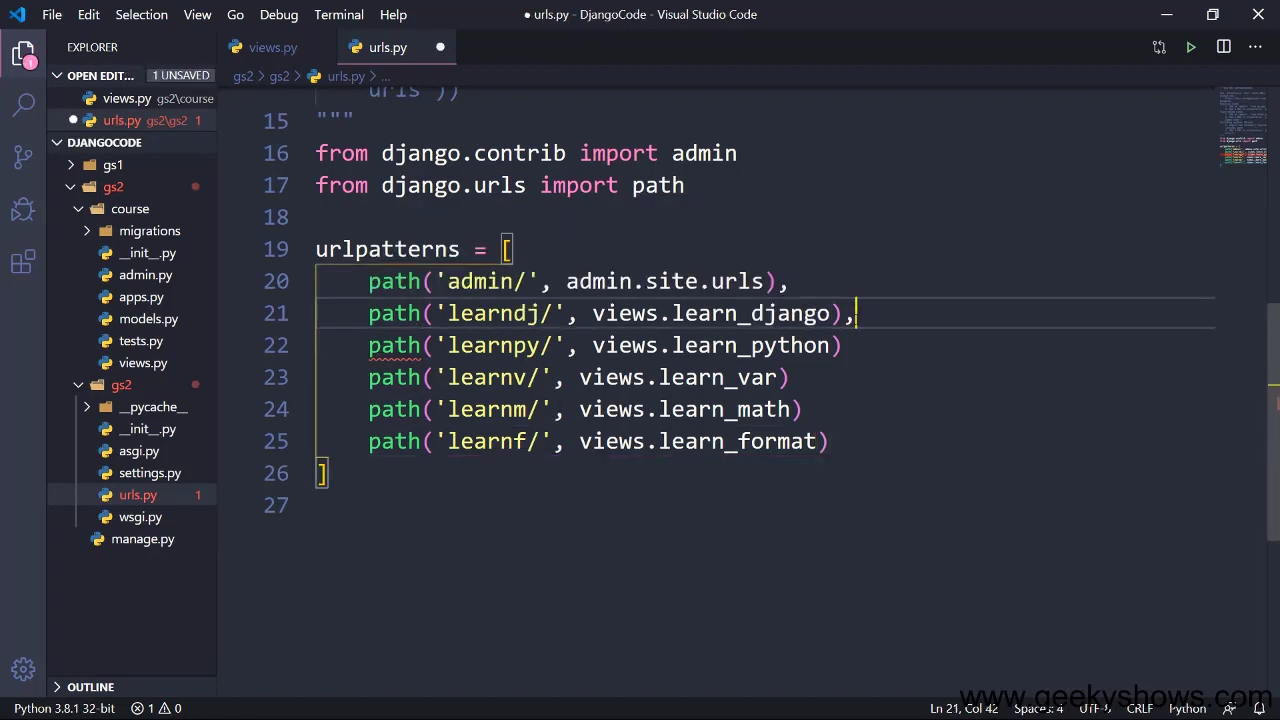 File Edit Selection View Go Debug Terminal Help
● urls.py - DjangoCode - Visual Studio Code
EXPLORER
views.py
urls.py
OPEN EDIT... 1 UNSAVED
gs2 > gs2 > urls.py > ...
views.py gs2\course
urls.py gs2\gs2 1
DJANGOCODE
gs1
gs2
course
migrations
__init__.py
admin.py
apps.py
models.py
tests.py
views.py
gs2
__pycache__
__init__.py
asgi.py
settings.py
urls.py 1
wsgi.py
manage.py
OUTLINE
urls'))
15 """
16 from django.contrib import admin
17 from django.urls import path
18
19 urlpatterns = [
20 path('admin/', admin.site.urls),
21 path('learndj/', views.learn_django),
22 path('learnpy/', views.learn_python)
23 path('learnv/', views.learn_var)
24 path('learnm/', views.learn_math)
25 path('learnf/', views.learn_format)
26 ]
27
www.geekyshows.com
Python 3.8.1 32-bit 1 0 Ln 21, Col 42 Spaces: 4 UTF-8 CRLF Python